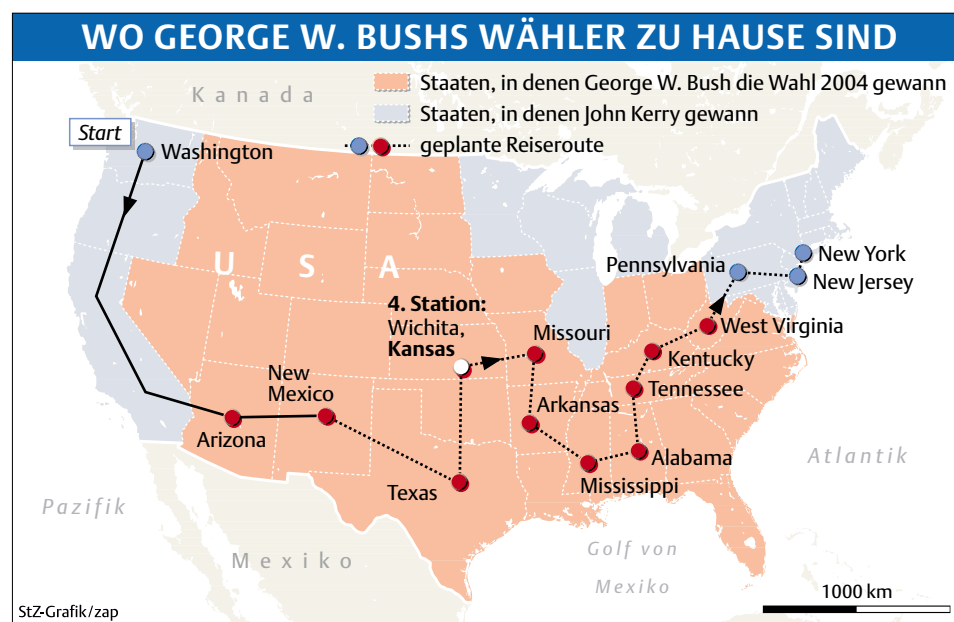 WO GEORGE W. BUSHS WÄHLER ZU HAUSE SIND
Staaten, in denen George W. Bush die Wahl 2004 gewann
Staaten, in denen John Kerry gewann
geplante Reiseroute
Kanada
Start
Washington
USA
New York
Pennsylvania
New Jersey
4. Station:
Wichita,
Kansas
Missouri
West Virginia
Kentucky
New
Mexico
Tennessee
Arkansas
Arizona
Alabama
Atlantik
Texas
Mississippi
Pazifik
Golf von
Mexiko
Mexiko
1000 km
StZ-Grafik/zap